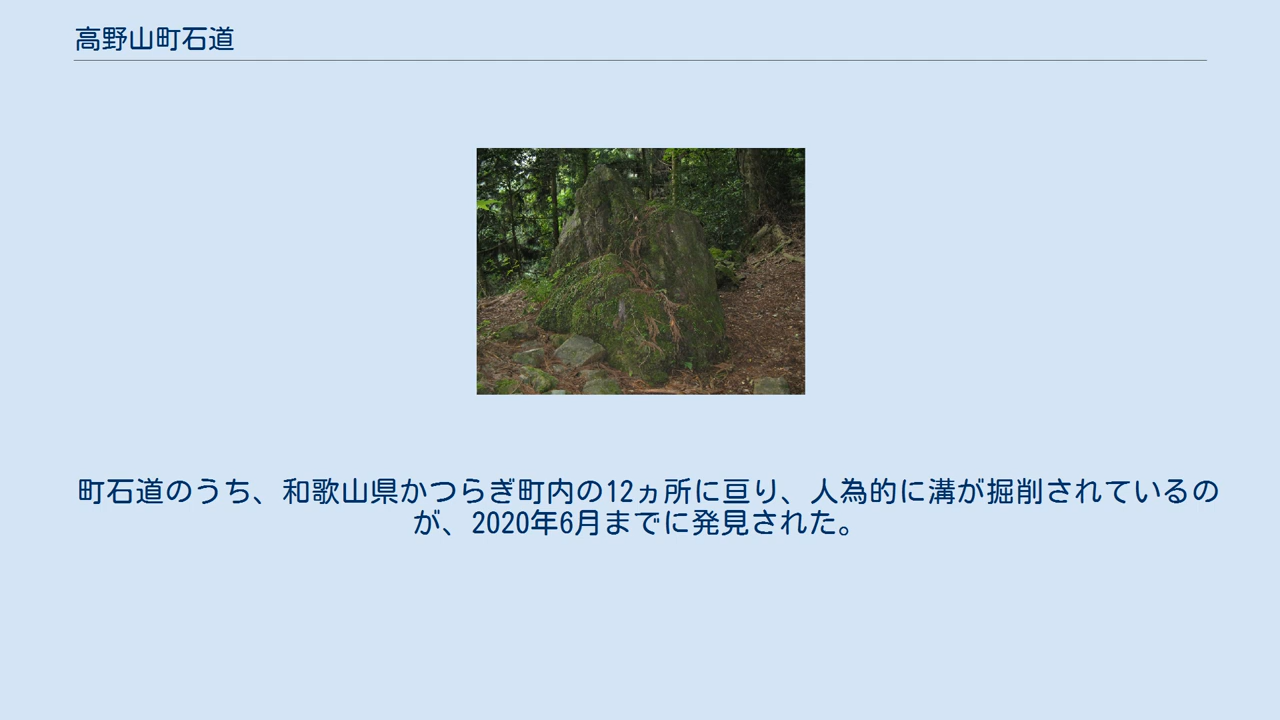 高野山町石道
町石道のうち、和歌山県かつらぎ町内の12ヵ所に亘り、人為的に溝が掘削されているの
が、2020年6月までに発見された。